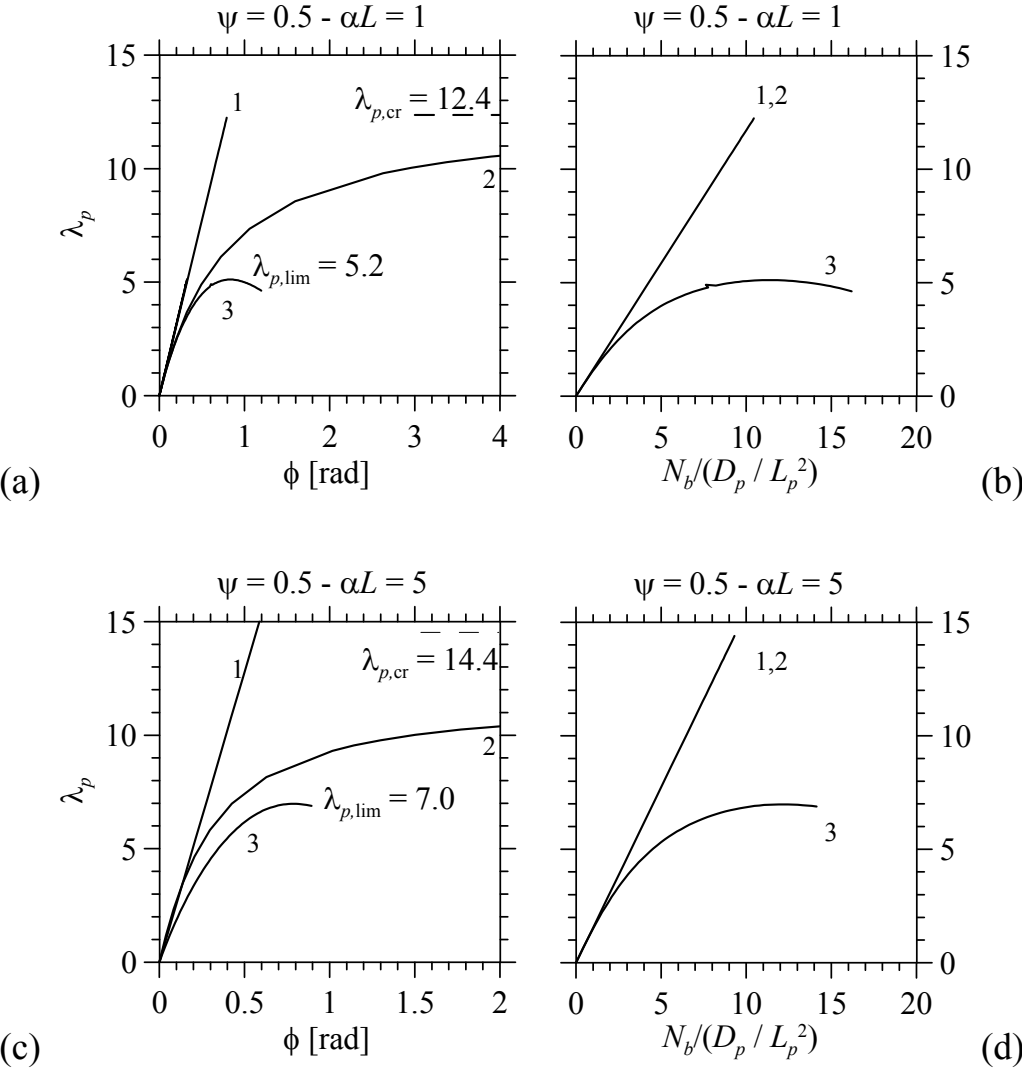 ψ = 0.5 - αL = 1
ψ = 0.5 - αL = 1
15
10
5
0
λp
1
λp,cr = 12.4
2
λp,lim = 5.2
3
0 1 2 3 4
ϕ [rad]
(a)
1,2
3
15
10
5
0
0 5 10 15 20
Nb/(Dp / Lp²)
(b)
ψ = 0.5 - αL = 5
ψ = 0.5 - αL = 5
15
10
5
0
λp
1
λp,cr = 14.4
2
λp,lim = 7.0
3
0 0.5 1 1.5 2
ϕ [rad]
(c)
1,2
3
15
10
5
0
0 5 10 15 20
Nb/(Dp / Lp²)
(d)